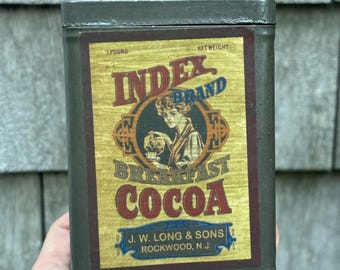 1 POUND NET WEIGHT
INDEX
BRAND
BREAKFAST
COCOA
J. W. LONG & SONS
ROCKWOOD, N.J.